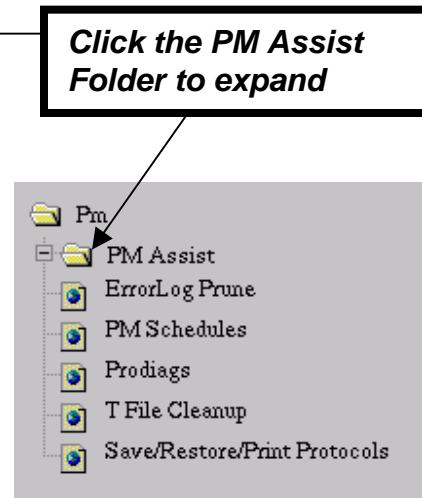 Click the PM Assist
Folder to expand
Pm
PM Assist
ErrorLog Prune
PM Schedules
Prodiags
T File Cleanup
Save/Restore/Print Protocols